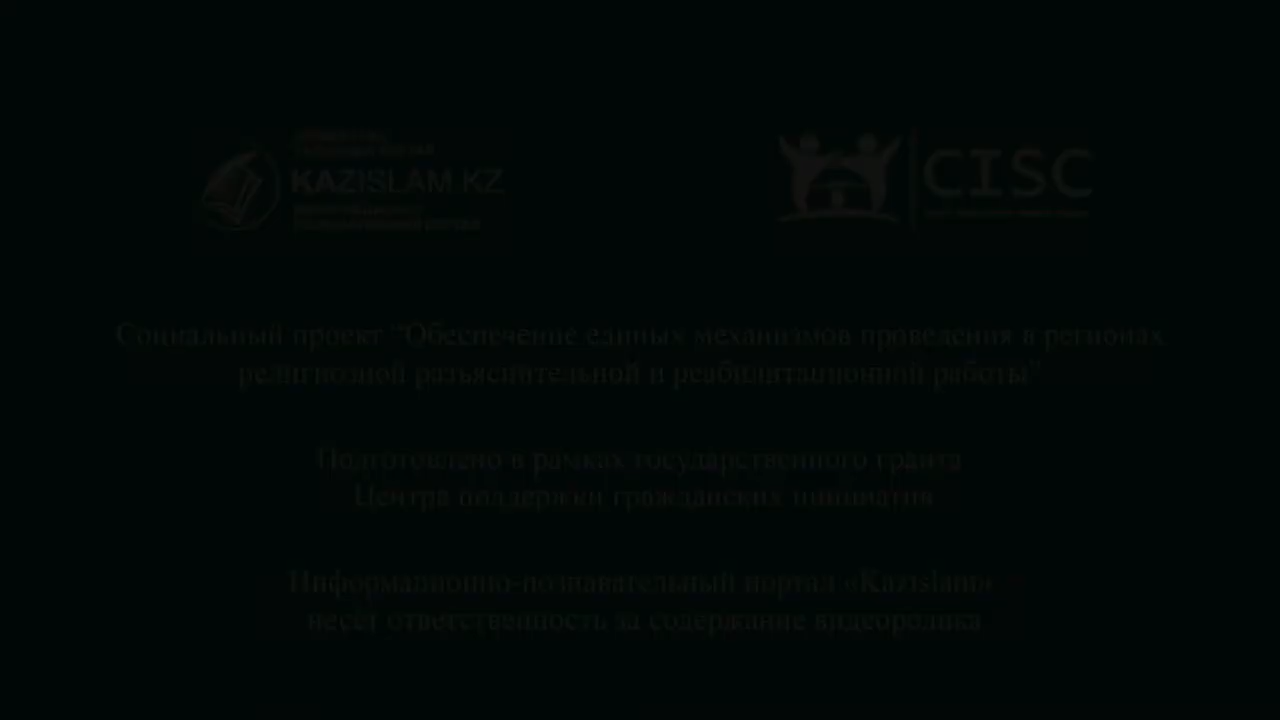 KAZISLAM.KZ
CISC
Социальный проект "Обеспечение единых механизмов проведения в регионах
религиозной разъяснительной и реабилитационной работы"
Подготовлено в рамках государственного гранта
Центра поддержки гражданских инициатив
Информационно-познавательный портал «Kazislam»
несет ответственность за содержание видеоролика